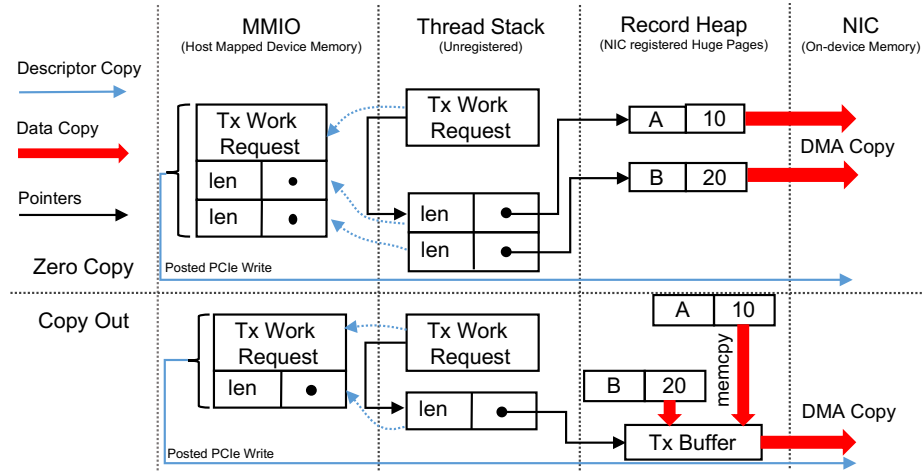 MMIO
(Host Mapped Device Memory)
Thread Stack
(Unregistered)
Record Heap
(NIC registered Huge Pages)
NIC
(On-device Memory)
Descriptor Copy
Data Copy
Pointers
Tx Work
Request
len
len
Tx Work
Request
len
len
A 10
B 20
DMA Copy
Posted PCIe Write
Zero Copy
Copy Out
Tx Work
Request
len
Tx Work
Request
len
A 10
memcpy
B 20
Tx Buffer
DMA Copy
Posted PCIe Write